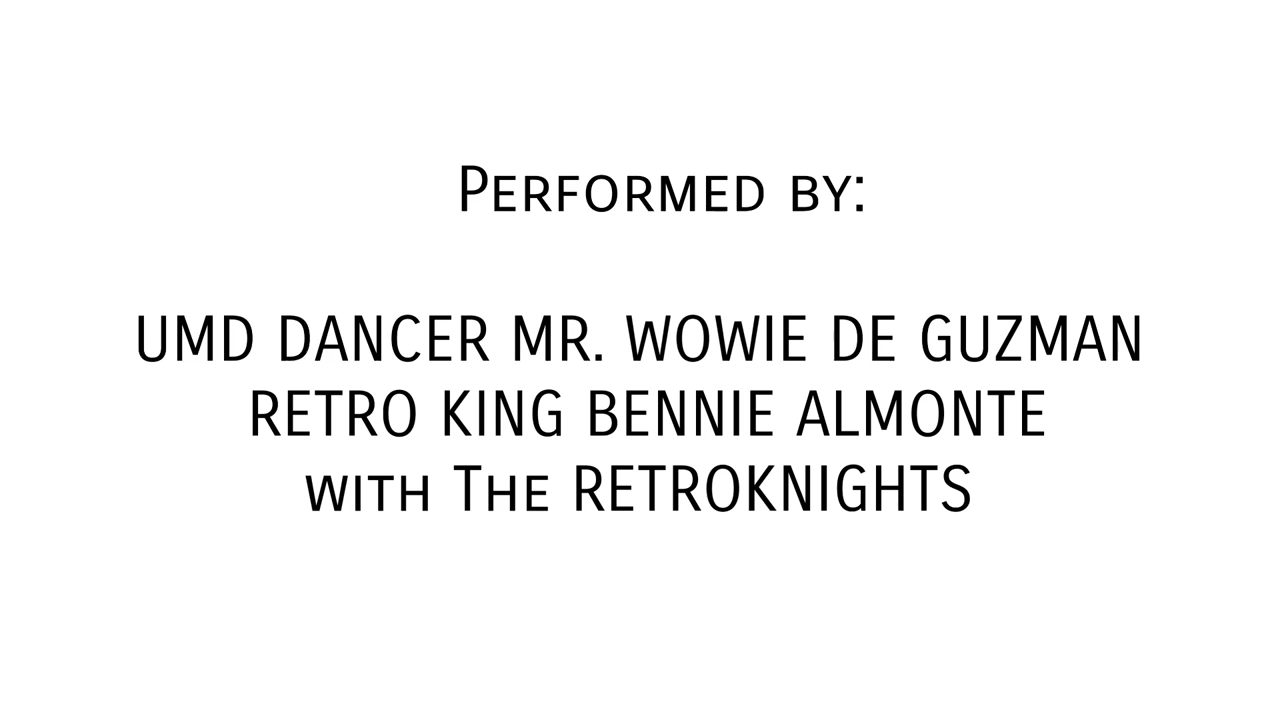 Performed by:
UMD DANCER MR. WOWIE DE GUZMAN
RETRO KING BENNIE ALMONTE
with The RETROKNIGHTS